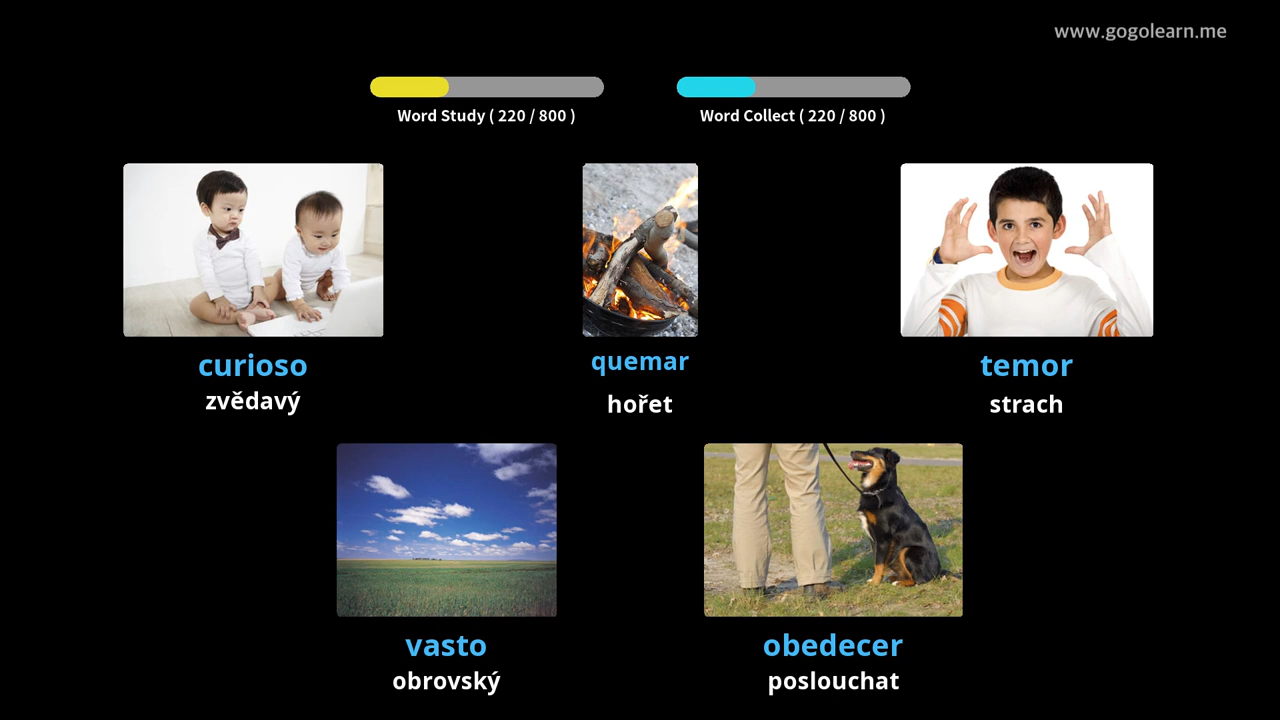 www.gogolearn.me
Word Study ( 220 / 800 )
Word Collect ( 220 / 800 )
curioso
zvědavý
quemar
hořet
temor
strach
vasto
obrovský
obedecer
poslouchat